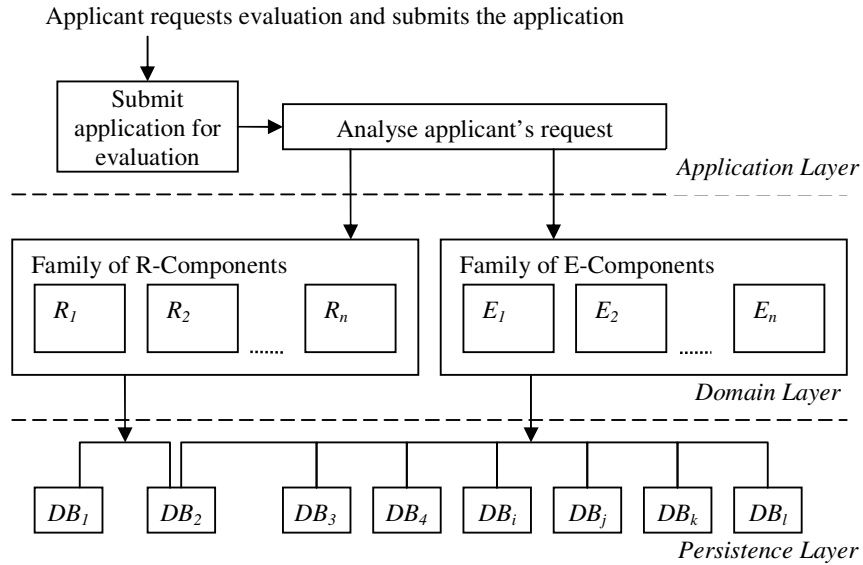 Applicant requests evaluation and submits the application
Submit
application for
evaluation
Analyse applicant's request
Application Layer
Family of R-Components
R1
R2
........
Rn
Family of E-Components
E1
E2
........
En
Domain Layer
DB1
DB2
DB3
DB4
DBi
DBj
DBk
DBl
Persistence Layer